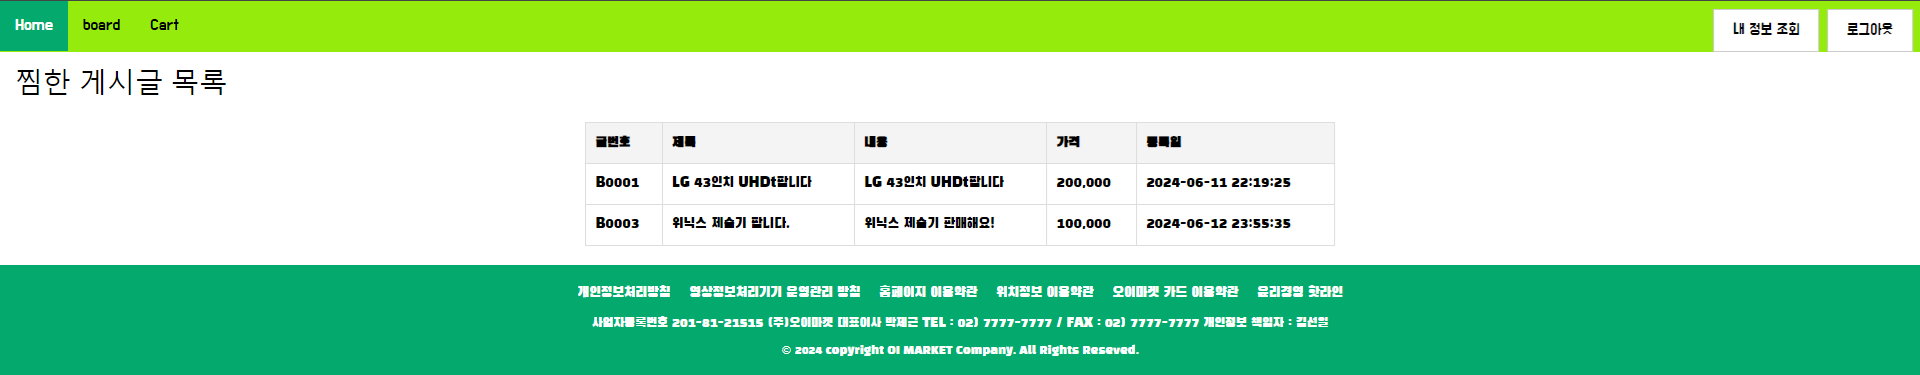 Home board Cart 내 정보 조회 로그아웃
찜한 게시글 목록
글번호 제목 내용 가격 등록일
B0001 LG 43인치 UHDt팝니다 LG 43인치 UHDt팝니다 200,000 2024-06-11 22:19:25
B0003 위닉스 제습기 팝니다. 위닉스 제습기 판매해요! 100,000 2024-06-12 23:55:35
개인정보처리방침 영상정보처리기기 운영관리 방침 홈페이지 이용약관 위치정보 이용약관 오이마켓 카드 이용약관 윤리경영 핫라인
사업자등록번호 201-81-21515 (주)오이마켓 대표이사 박제근 TEL : 02) 7777-7777 / FAX : 02) 7777-7777 개인정보 책임자 : 김선일
© 2024 copyright OI MARKET Company. All Rights Reseved.